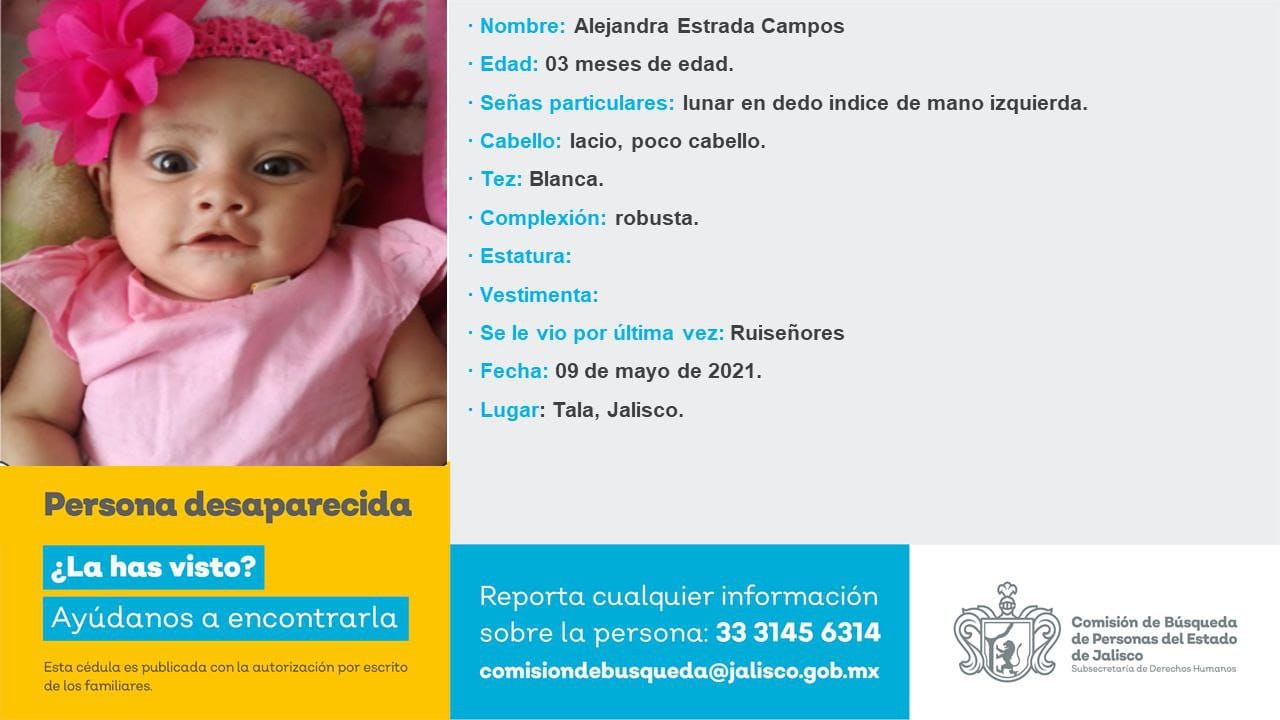 · Nombre: Alejandra Estrada Campos
· Edad: 03 meses de edad.
· Señas particulares: lunar en dedo indice de mano izquierda.
· Cabello: lacio, poco cabello.
· Tez: Blanca.
· Complexión: robusta.
· Estatura:
· Vestimenta:
· Se le vio por última vez: Ruiseñores
· Fecha: 09 de mayo de 2021.
· Lugar: Tala, Jalisco.
Persona desaparecida
¿La has visto?
Ayúdanos a encontrarla
Esta cédula es publicada con la autorización por escrito
de los familiares.
Reporta cualquier información
sobre la persona: 33 3145 6314
comisiondebusqueda@jalisco.gob.mx
Comisión de Búsqueda
de Personas del Estado
de Jalisco
Subsecretaría de Derechos Humanos